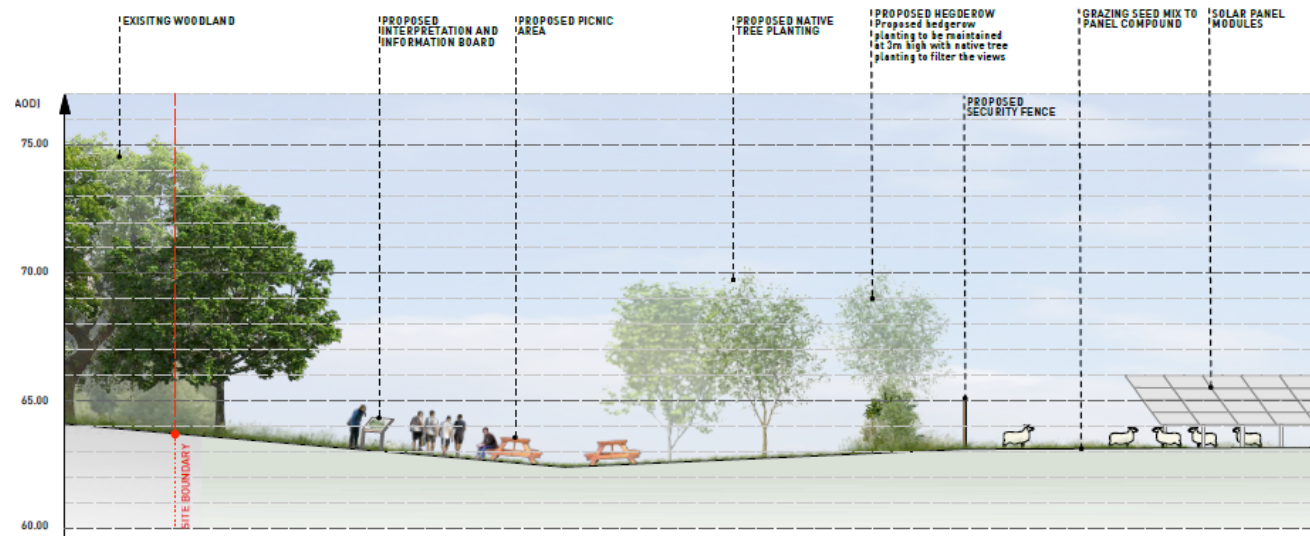 EXISITNG WOODLAND
PROPOSED
INTERPRETATION AND
INFORMATION BOARD
PROPOSED PICNIC
AREA
PROPOSED NATIVE
TREE PLANTING
PROPOSED HEGDEROW
Proposed hedgerow
planting to be maintained
at 3m high with native tree
planting to filter the views
GRAZING SEED MIX TO
PANEL COMPOUND
SOLAR PANEL
MODULES
PROPOSED
SECURITY FENCE
AODI
75.00
70.00
65.00
60.00
SITE BOUNDARY